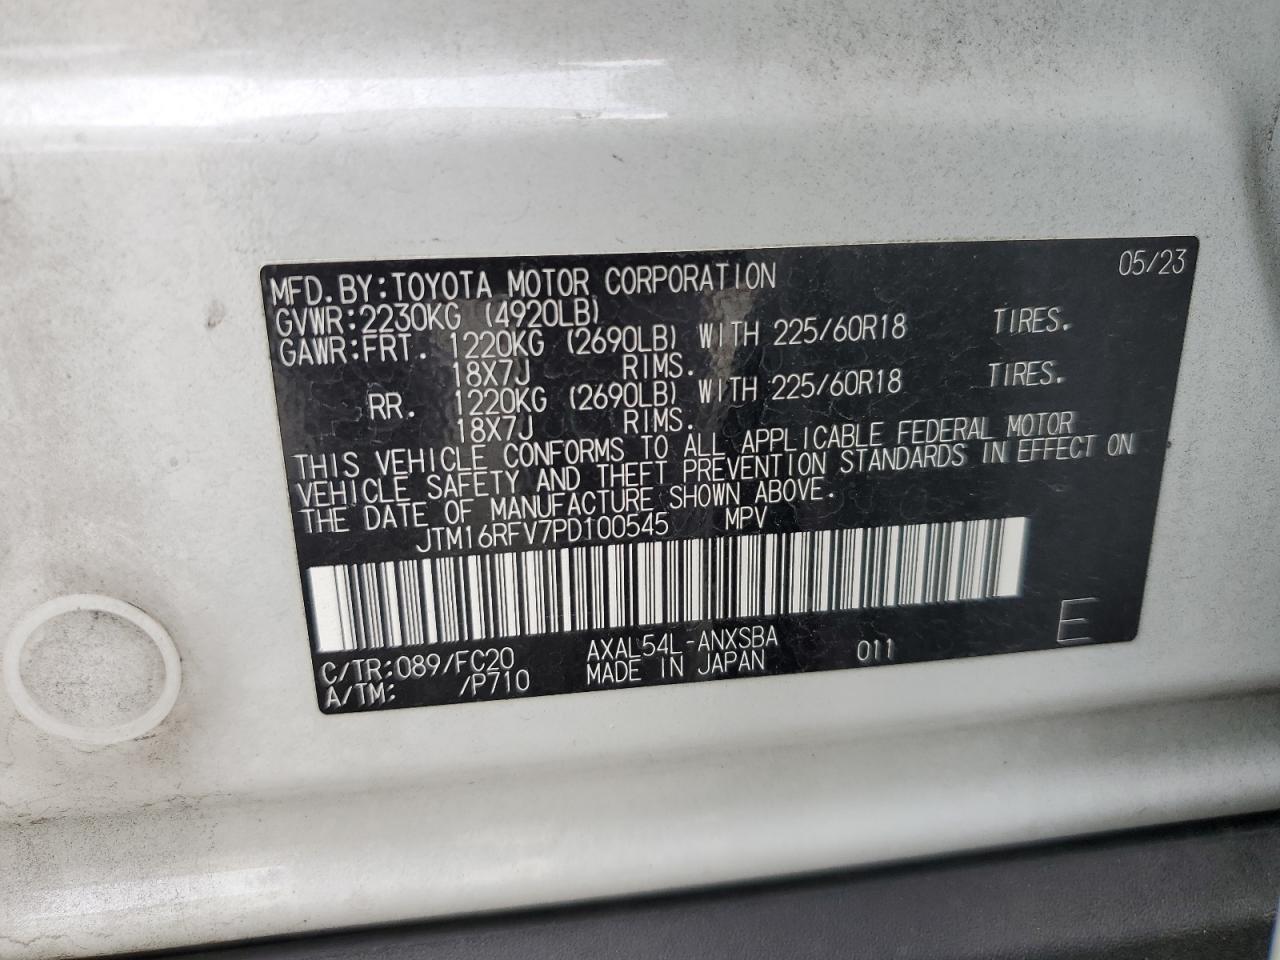 05/23
MFD.BY:TOYOTA MOTOR CORPORATION
GVWR:2230KG (4920LB)
GAWR:FRT. 1220KG (2690LB) WITH 225/60R18 TIRES.
18X7J RIMS.
RR. 1220KG (2690LB) WITH 225/60R18 TIRES.
18X7J RIMS.
THIS VEHICLE CONFORMS TO ALL APPLICABLE FEDERAL MOTOR
VEHICLE SAFETY AND THEFT PREVENTION STANDARDS IN EFFECT ON
THE DATE OF MANUFACTURE SHOWN ABOVE.
JTM16RFV7PD100545 MPV
C/TR:089/FC20 AXAL54L-ANXSBA 011 E
A/TM: /P710 MADE IN JAPAN